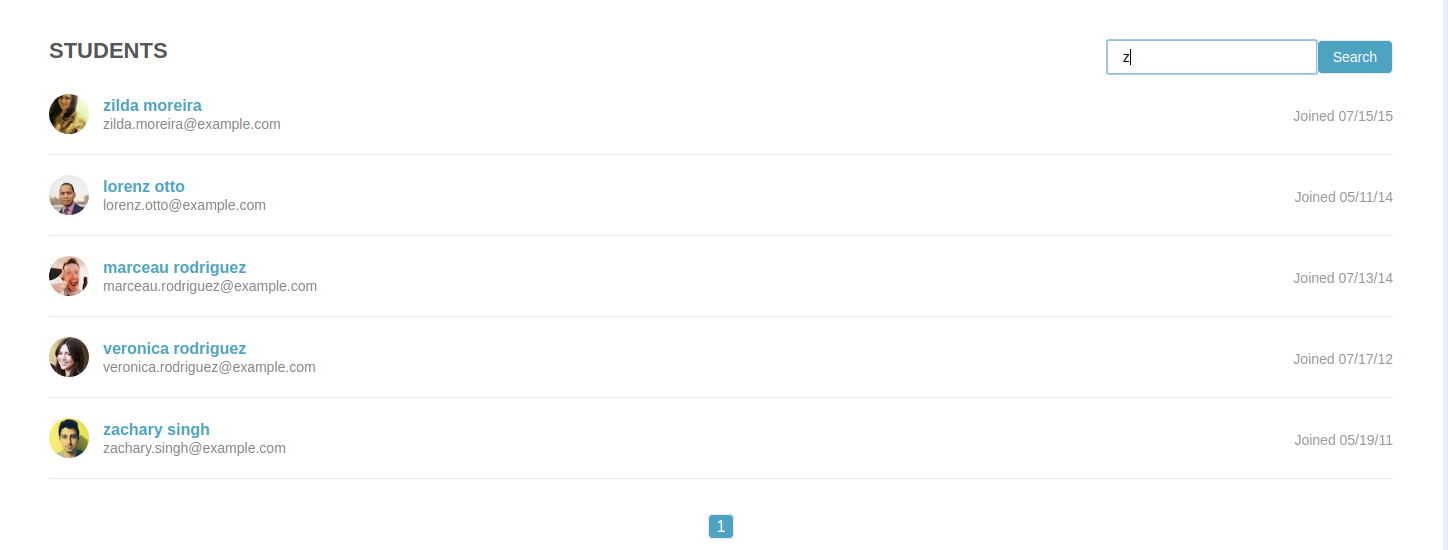 STUDENTS
z
Search
zilda moreira
zilda.moreira@example.com
Joined 07/15/15
lorenz otto
lorenz.otto@example.com
Joined 05/11/14
marceau rodriguez
marceau.rodriguez@example.com
Joined 07/13/14
veronica rodriguez
veronica.rodriguez@example.com
Joined 07/17/12
zachary singh
zachary.singh@example.com
Joined 05/19/11
1